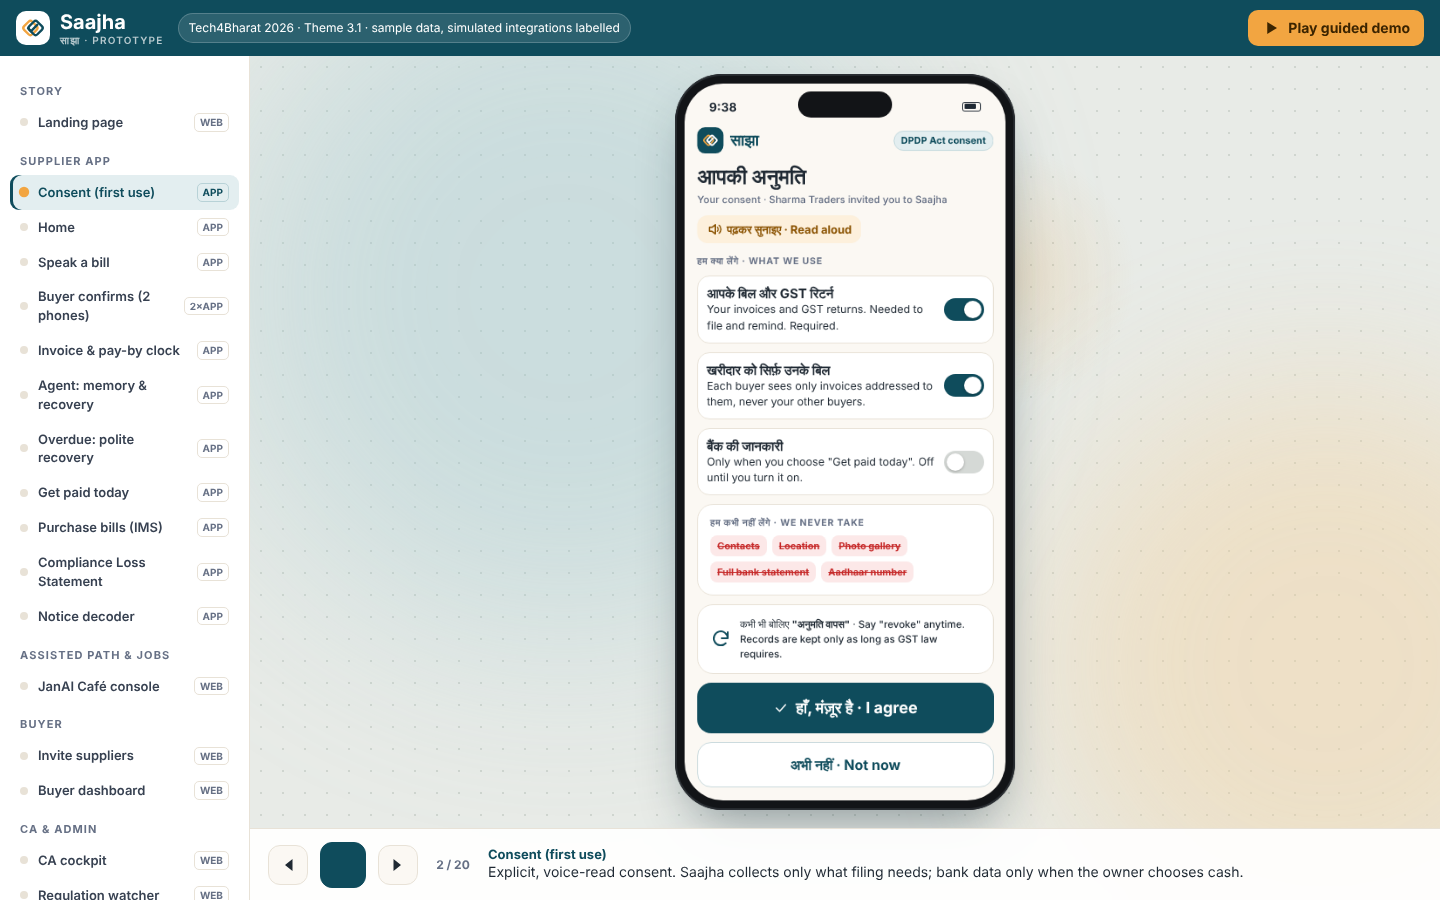 Saajha
साझा · PROTOTYPE
Tech4Bharat 2026 · Theme 3.1 · sample data, simulated integrations labelled
Play guided demo
STORY
Landing page WEB
SUPPLIER APP
Consent (first use) APP
Home APP
Speak a bill APP
Buyer confirms (2 phones) 2×APP
Invoice & pay-by clock APP
Agent: memory & recovery APP
Overdue: polite recovery APP
Get paid today APP
Purchase bills (IMS) APP
Compliance Loss Statement APP
Notice decoder APP
ASSISTED PATH & JOBS
JanAI Café console WEB
BUYER
Invite suppliers WEB
Buyer dashboard WEB
CA & ADMIN
CA cockpit WEB
Regulation watcher WEB
9:38
साझा
DPDP Act consent
आपकी अनुमति
Your consent · Sharma Traders invited you to Saajha
पढ़कर सुनाइए · Read aloud
हम क्या लेंगे · WHAT WE USE
आपके बिल और GST रिटर्न
Your invoices and GST returns. Needed to
file and remind. Required.
खरीदार को सिर्फ़ उनके बिल
Each buyer sees only invoices addressed to
them, never your other buyers.
बैंक की जानकारी
Only when you choose "Get paid today". Off
until you turn it on.
हम कभी नहीं लेंगे · WE NEVER TAKE
Contacts Location Photo gallery
Full bank statement Aadhaar number
कभी भी बोलिए "अनुमति वापस" · Say "revoke" anytime.
Records are kept only as long as GST law
requires.
हाँ, मंज़ूर है · I agree
अभी नहीं · Not now
2 / 20
Consent (first use)
Explicit, voice-read consent. Saajha collects only what filing needs; bank data only when the owner chooses cash.